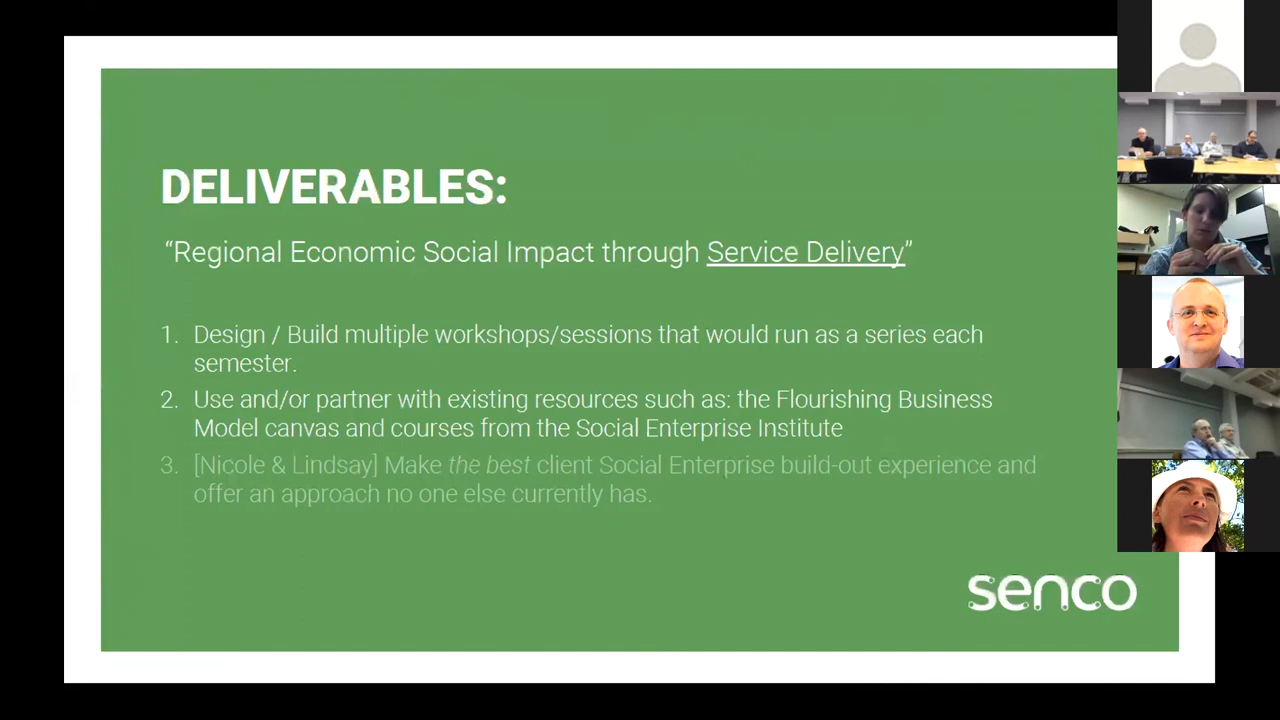 DELIVERABLES:
“Regional Economic Social Impact through Service Delivery”
1. Design / Build multiple workshops/sessions that would run as a series each
semester.
2. Use and/or partner with existing resources such as: the Flourishing Business
Model canvas and courses from the Social Enterprise Institute
3. [Nicole & Lindsay] Make the best client Social Enterprise build-out experience and
offer an approach no one else currently has.
senco